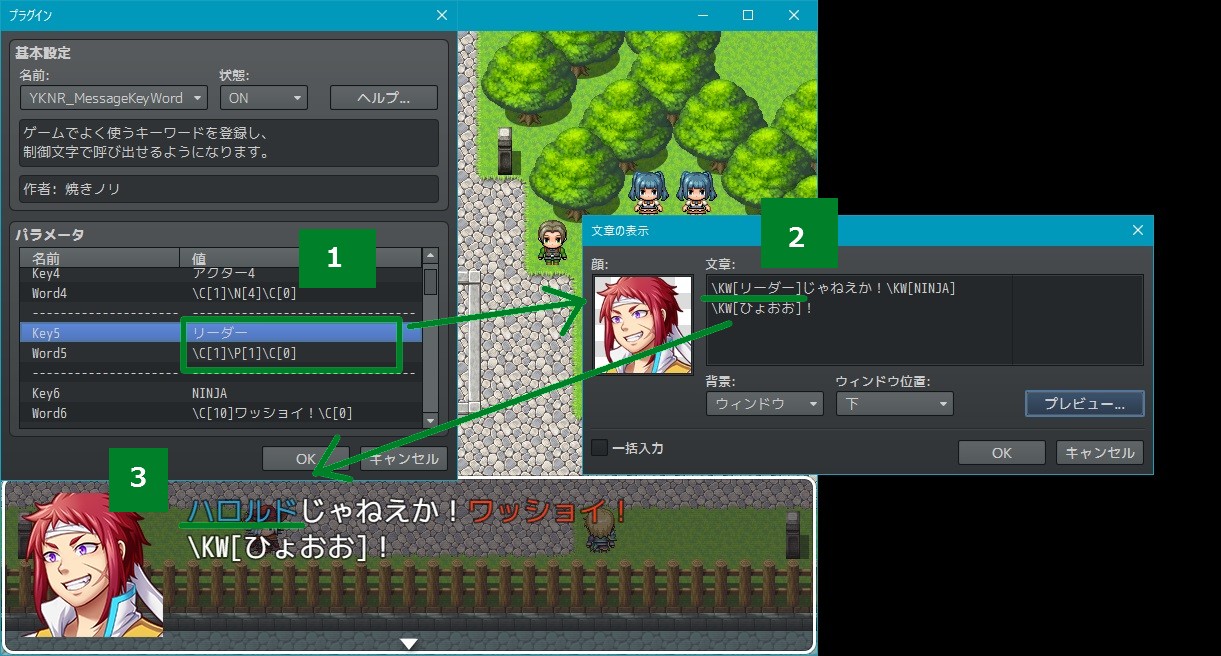 プラグイン
基本設定
名前:
状態:
YKNR_MessageKeyWord
ON
ヘルプ...
ゲームでよく使うキーワードを登録し、
制御文字で呼び出せるようになります。
作者: 焼きノリ
パラメータ
名前
値
Key4
アクター4
Word4
\C[1]\N[4]\C[0]
Key5
リーダー
Word5
\C[1]\P[1]\C[0]
Key6
NINJA
Word6
\C[10]ワッショイ！\C[0]
OK
キャンセル
1
2
文章の表示
顔:
文章:
\KW[リーダー]じゃねえか！\KW[NINJA]
\KW[ひょおお]！
背景:
ウィンドウ位置:
ウィンドウ
下
プレビュー...
一括入力
OK
キャンセル
3
ハロルドじゃねえか！ワッショイ！
\KW[ひょおお]！